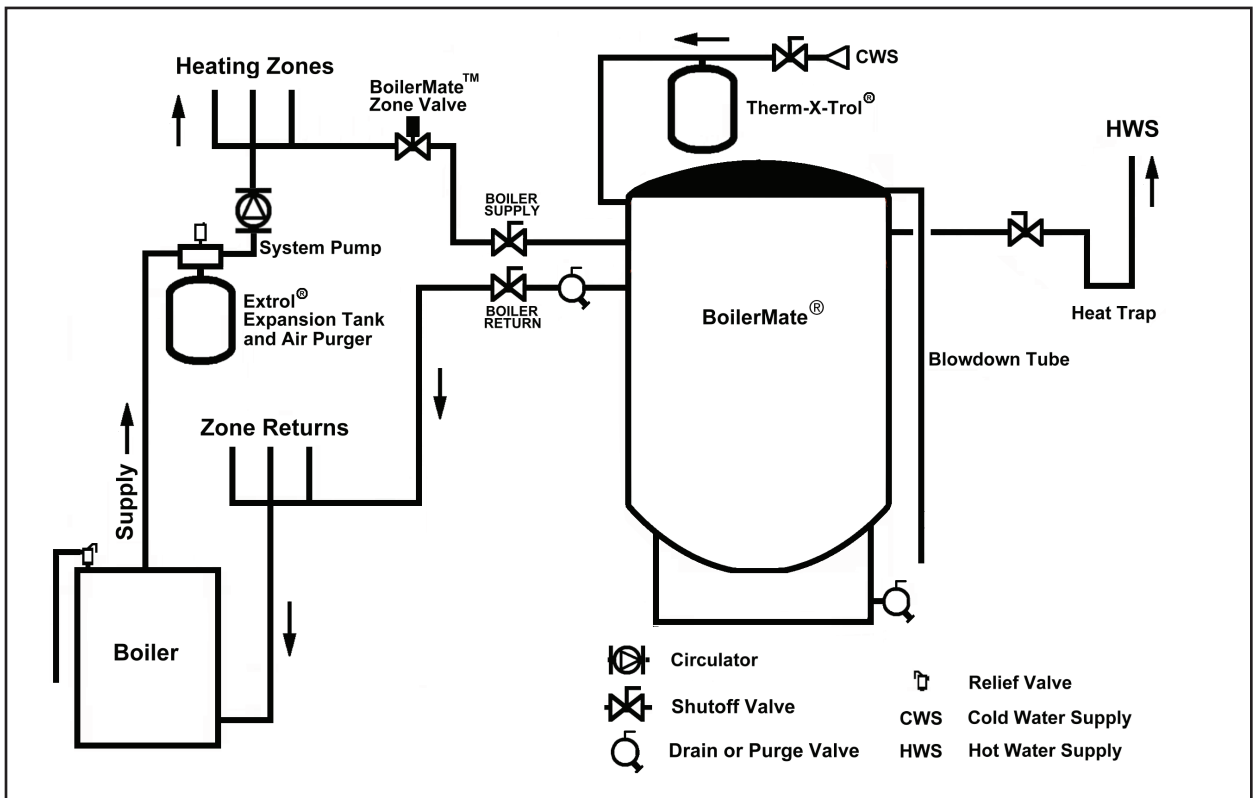 Heating Zones
BoilerMate™
Zone Valve
CWS
Therm-X-Trol®
HWS
BOILER
SUPPLY
System Pump
Extrol®
Expansion Tank
and Air Purger
BOILER
RETURN
BoilerMate®
Heat Trap
Blowdown Tube
Zone Returns
Supply
Boiler
Circulator
Shutoff Valve
Drain or Purge Valve
Relief Valve
CWS Cold Water Supply
HWS Hot Water Supply